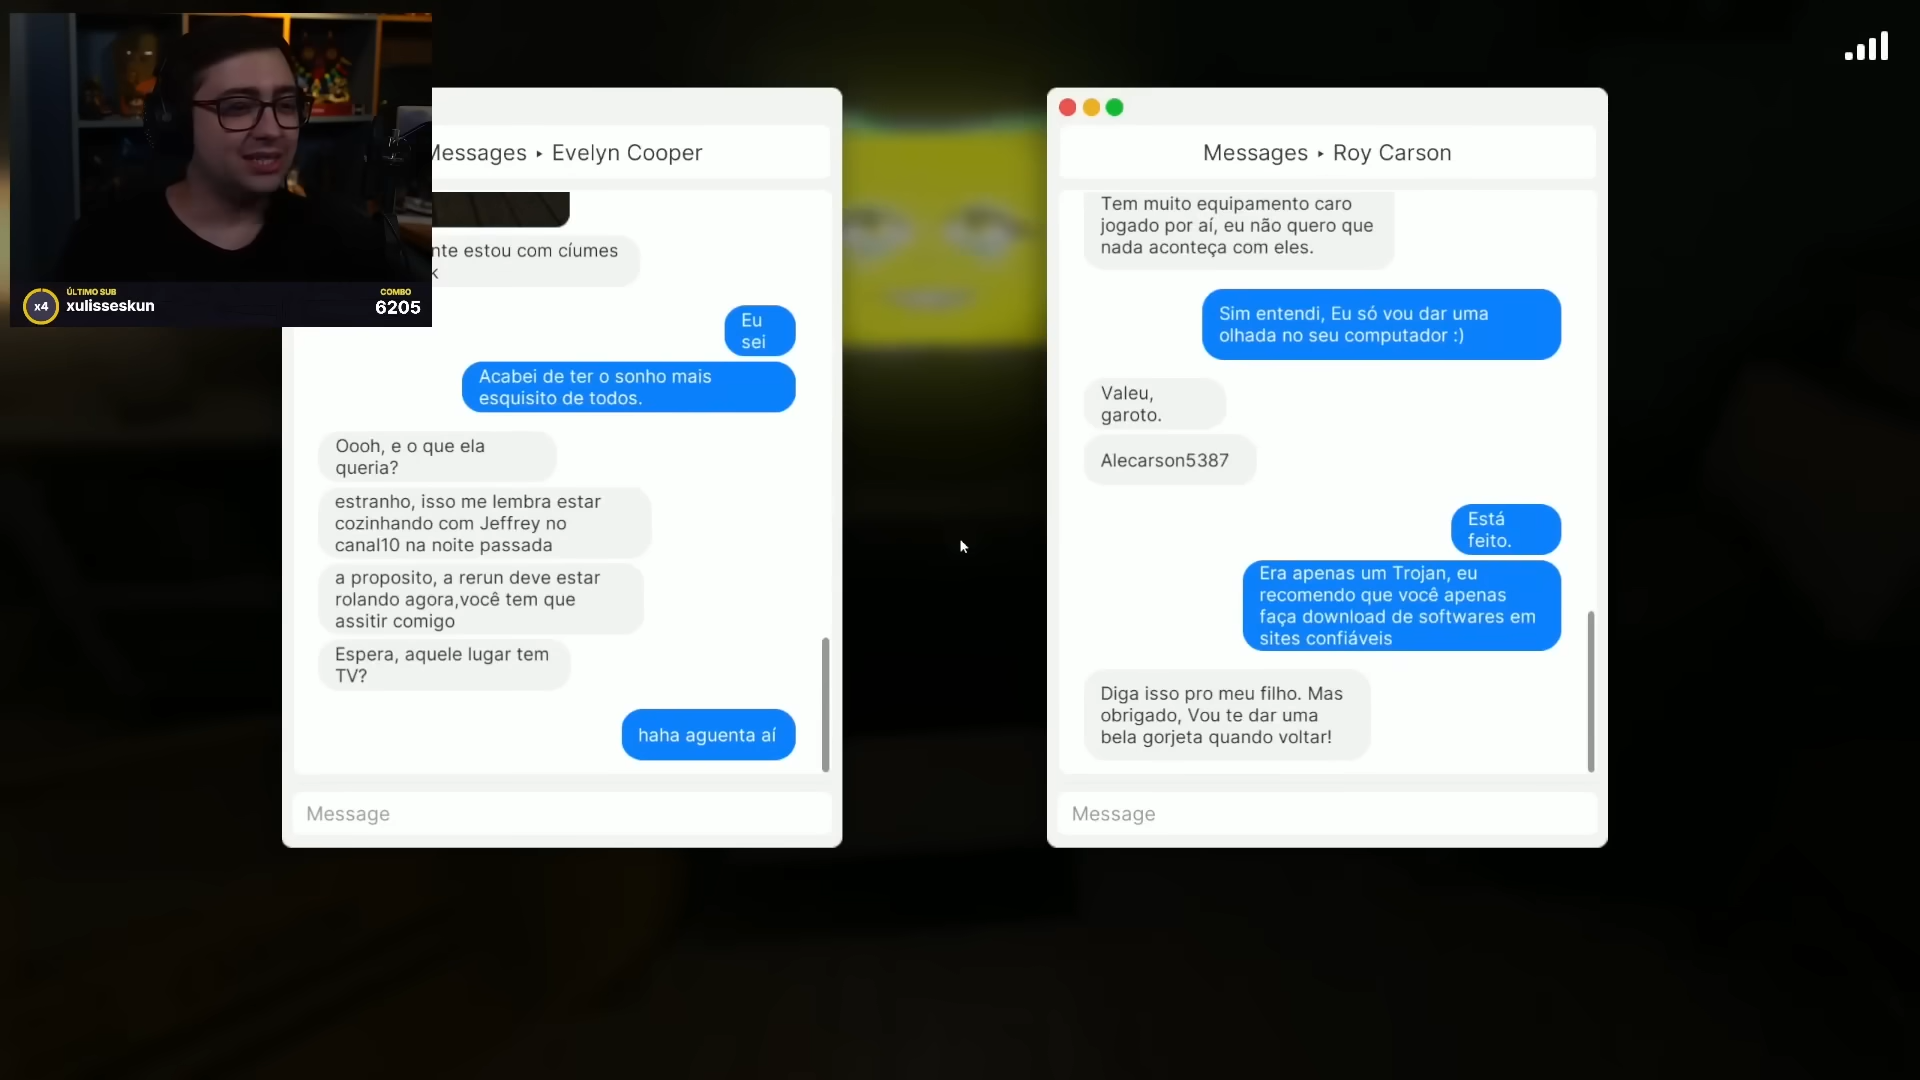 ÚLTIMO SUB
x4
xulisseskun
COMBO
6205
Messages ‣ Evelyn Cooper
nte estou com cíumes
k
Eu
sei
Acabei de ter o sonho mais
esquisito de todos.
Oooh, e o que ela
queria?
estranho, isso me lembra estar
cozinhando com Jeffrey no
canal10 na noite passada
a proposito, a rerun deve estar
rolando agora,você tem que
assitir comigo
Espera, aquele lugar tem
TV?
haha aguenta aí
Message
Messages ‣ Roy Carson
Tem muito equipamento caro
jogado por aí, eu não quero que
nada aconteça com eles.
Sim entendi, Eu só vou dar uma
olhada no seu computador :)
Valeu,
garoto.
Alecarson5387
Está
feito.
Era apenas um Trojan, eu
recomendo que você apenas
faça download de softwares em
sites confiáveis
Diga isso pro meu filho. Mas
obrigado, Vou te dar uma
bela gorjeta quando voltar!
Message